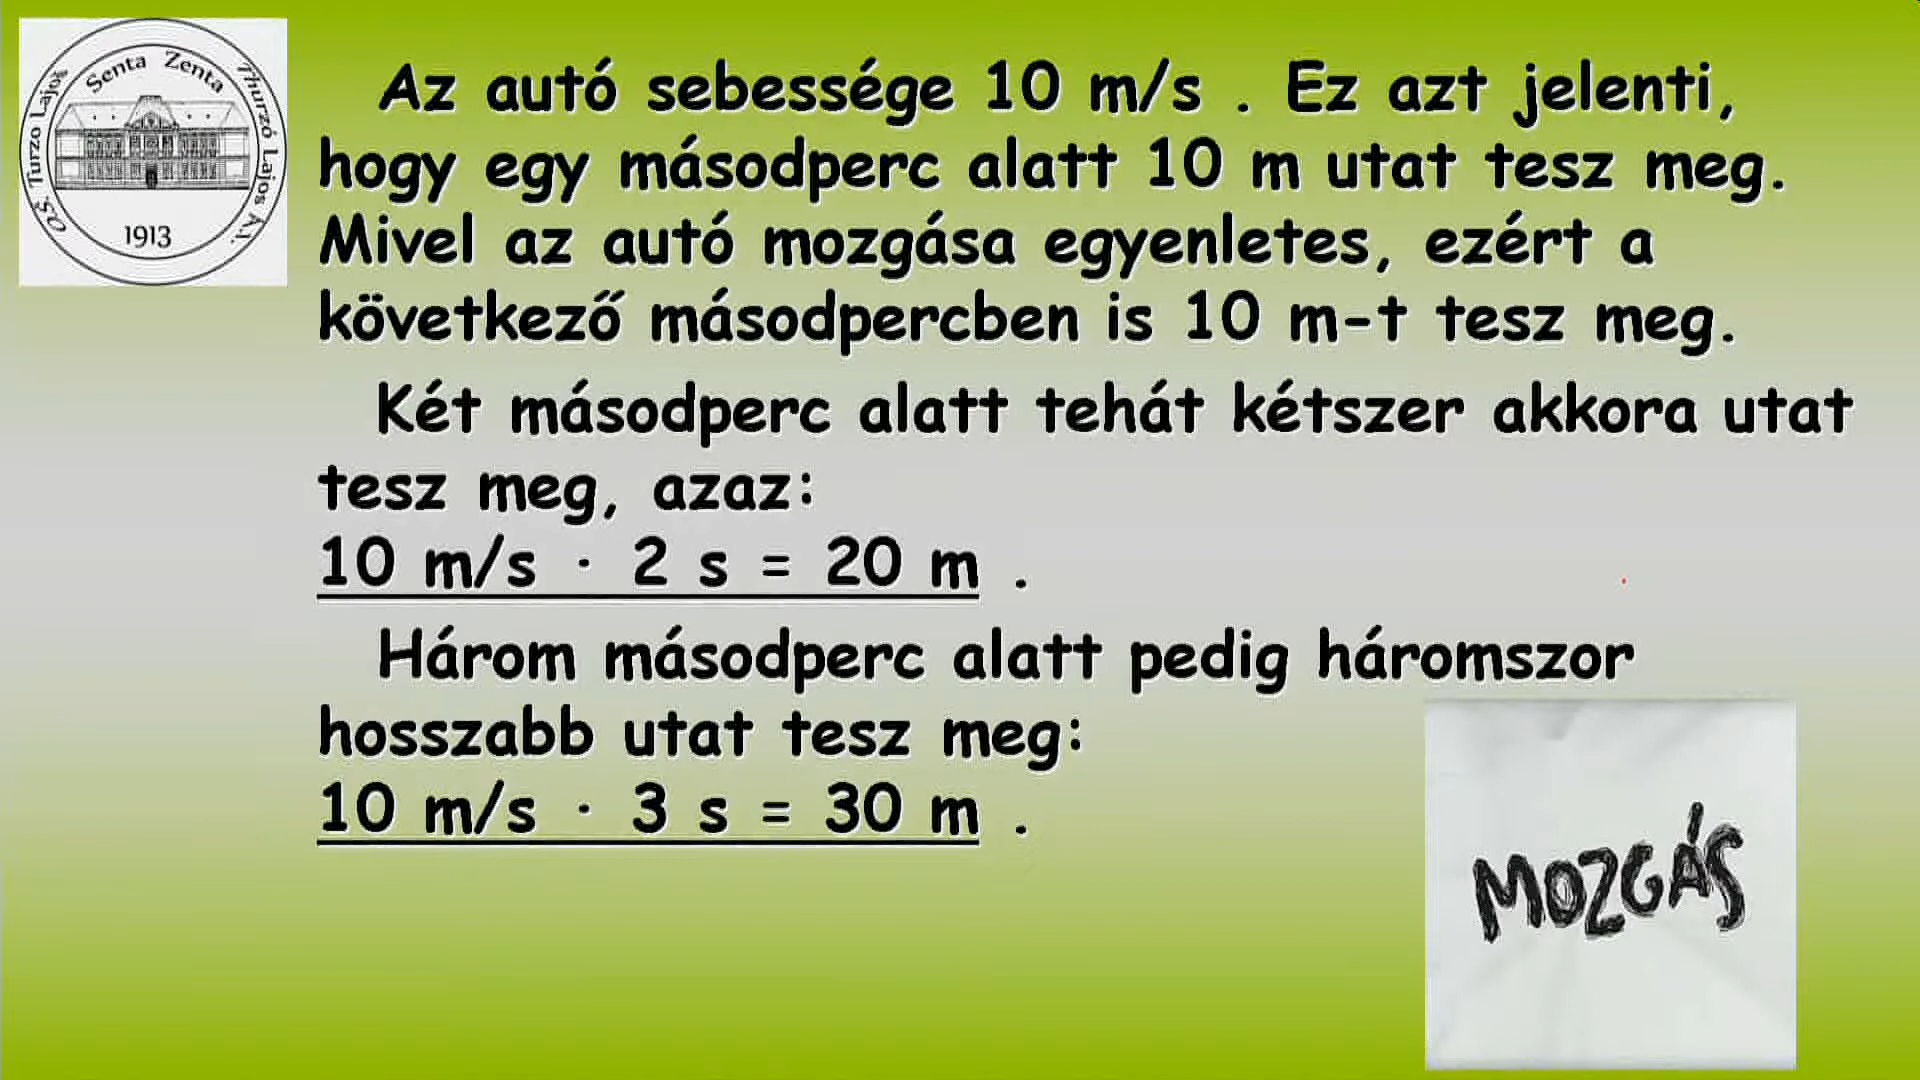 O.Š. Turzo Lajoš Senta Zenta Thurzó Lajos Á.I.
1913
Az autó sebessége 10 m/s . Ez azt jelenti,
hogy egy másodperc alatt 10 m utat tesz meg.
Mivel az autó mozgása egyenletes, ezért a
következő másodpercben is 10 m-t tesz meg.
Két másodperc alatt tehát kétszer akkora utat
tesz meg, azaz:
10 m/s · 2 s = 20 m .
Három másodperc alatt pedig háromszor
hosszabb utat tesz meg:
10 m/s · 3 s = 30 m .
MOZGÁS